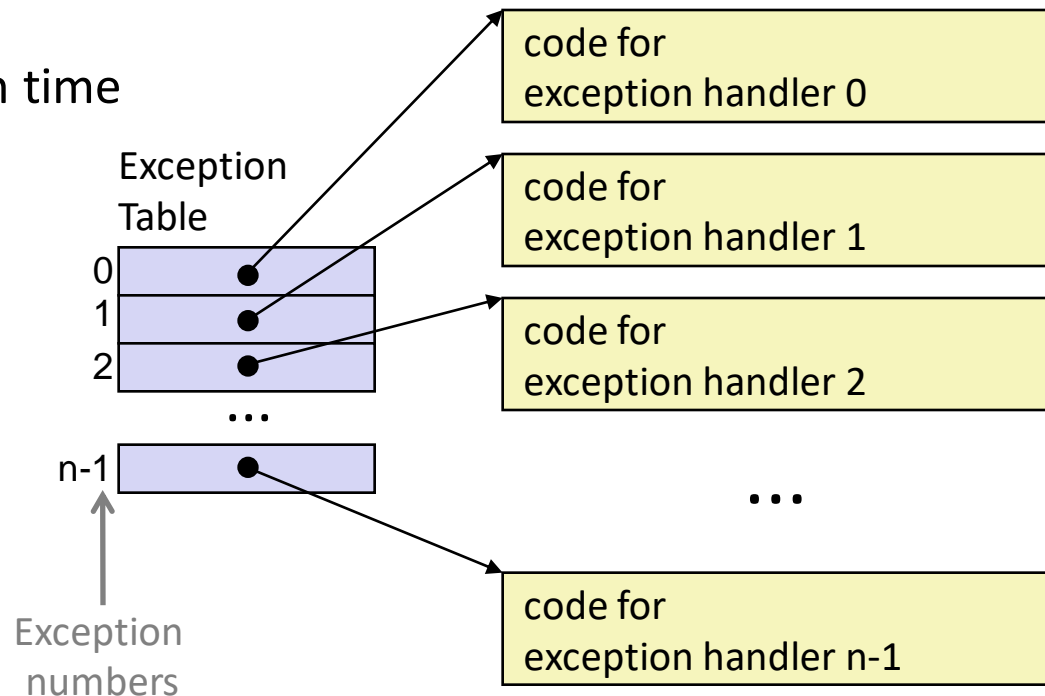 n time
Exception
Table
0
1
2
...
n-1
Exception
numbers
code for
exception handler 0
code for
exception handler 1
code for
exception handler 2
...
code for
exception handler n-1